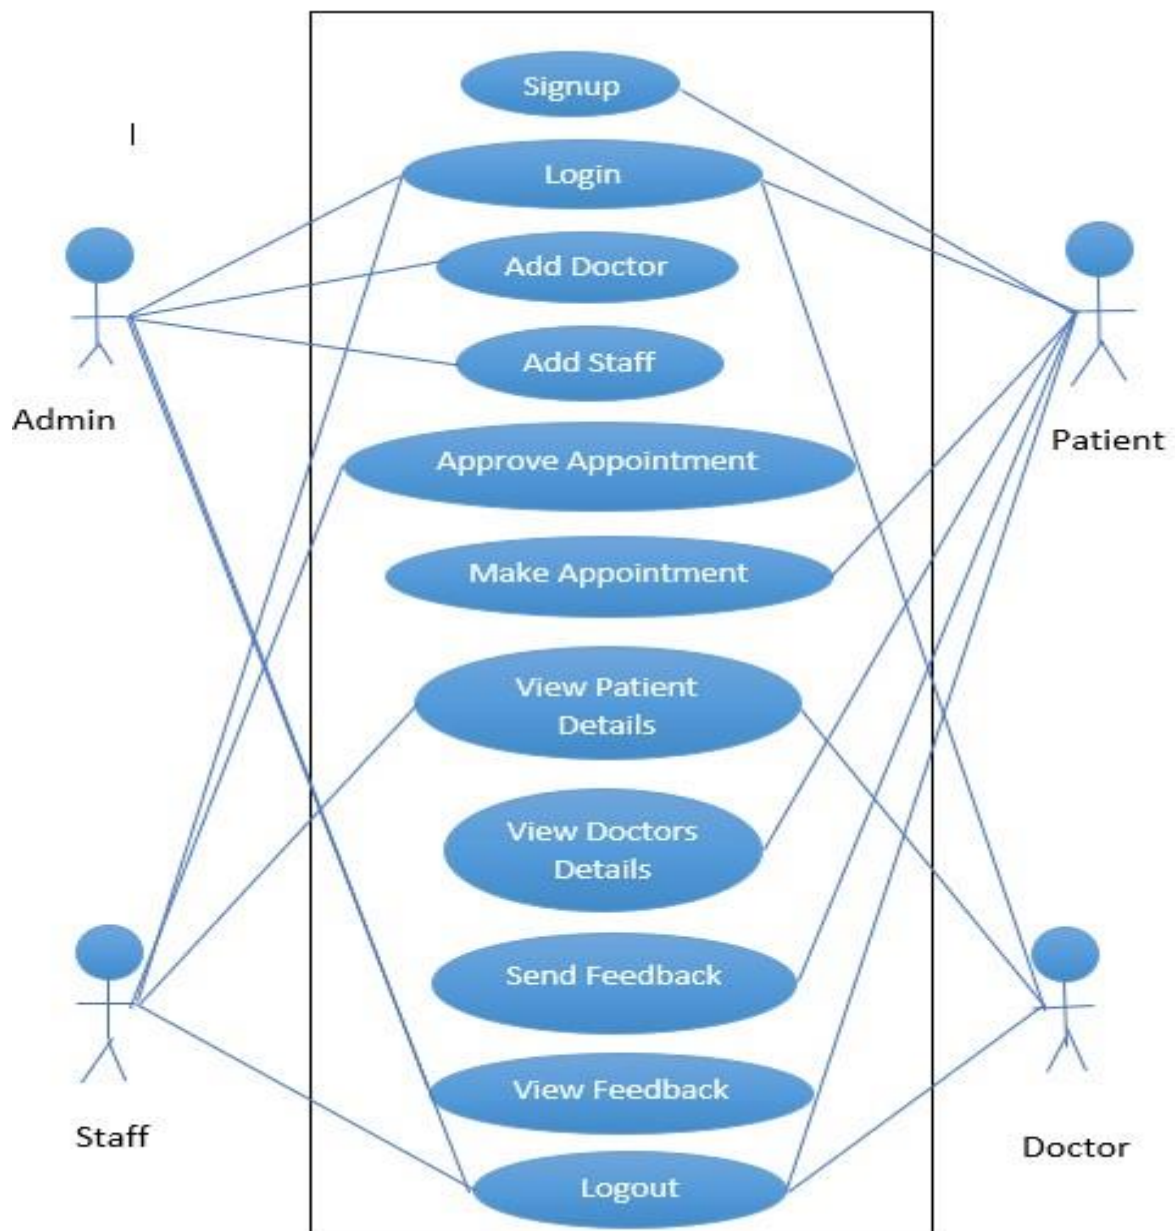 Signup
Login
Add Doctor
Add Staff
Admin
Patient
Approve Appointment
Make Appointment
View Patient
Details
View Doctors
Details
Send Feedback
View Feedback
Staff
Doctor
Logout